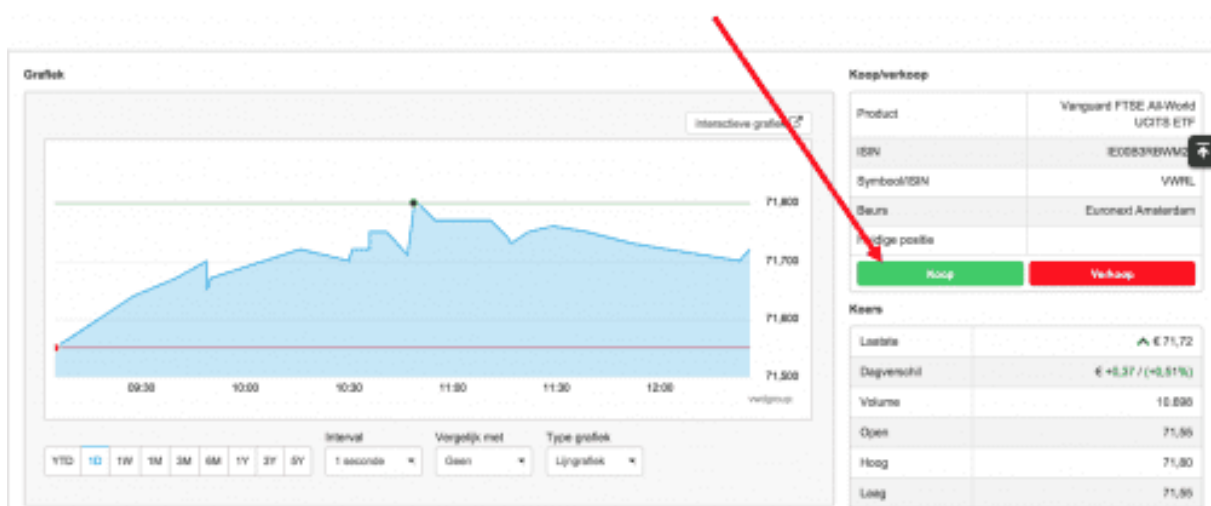 Grafiek
Interactieve grafiek
71,800
71,700
71,600
71,500
09:30 10:00 10:30 11:00 11:30 12:00
vwdgroup
YTD 1D 1W 1M 3M 6M 1Y 3Y 5Y
Interval
1 seconde
Vergelijk met
Geen
Type grafiek
Lijngrafiek
Koop/verkoop
Product Vanguard FTSE All-World
UCITS ETF
ISIN
Symbool/ISIN VWRL
Beurs Euronext Amsterdam
positie
Koop Verkoop
Koers
Laatste € 71,72
Dagverschil € +0,37 / (+0,51%)
Volume 10.898
Open 71,55
Hoog 71,80
Laag 71,55